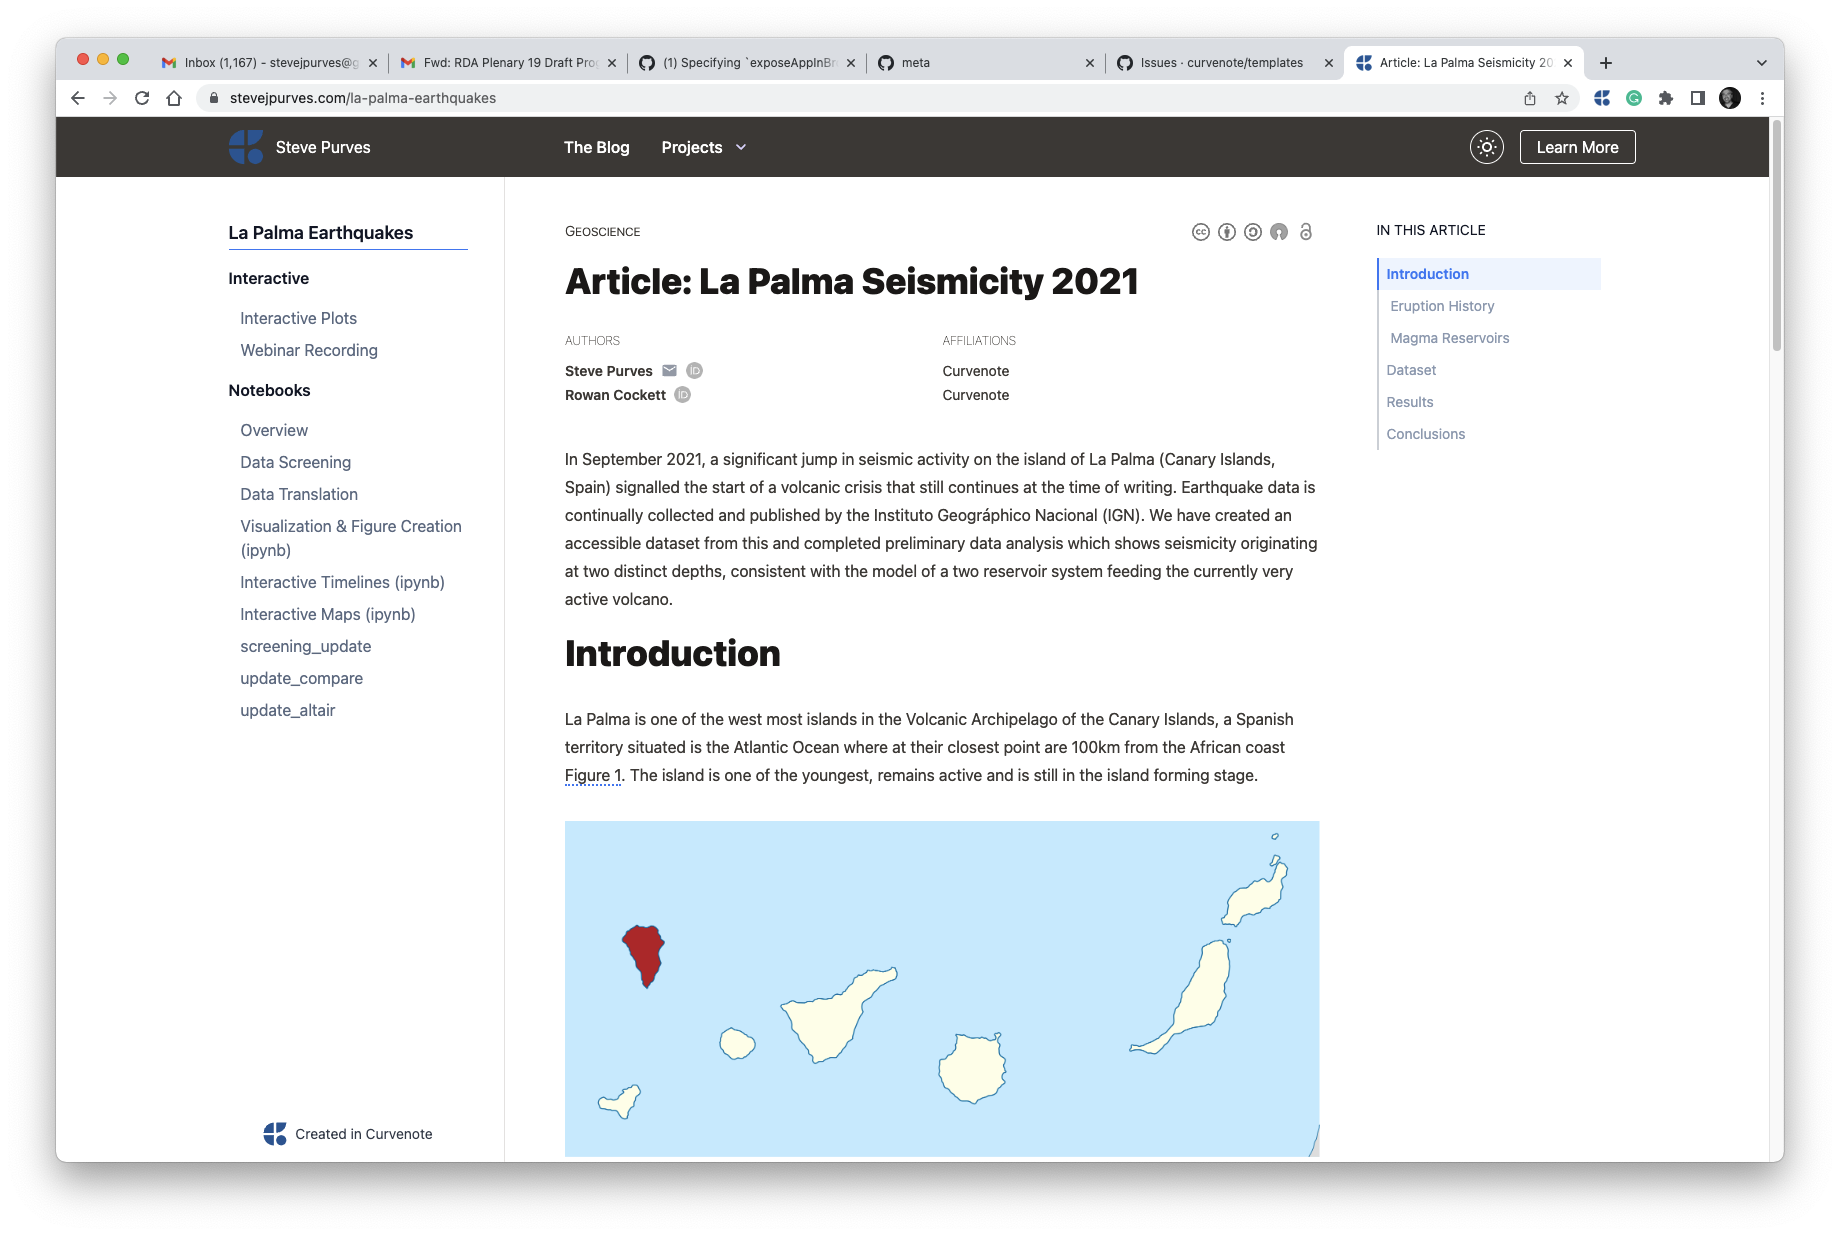 Inbox (1,167) - stevejpurves@g
Fwd: RDA Plenary 19 Draft Pro
(1) Specifying `exposeAppInBr
meta
Issues · curvenote/templates
Article: La Palma Seismicity 20
stevejpurves.com/la-palma-earthquakes
Steve Purves
The Blog
Projects
Learn More
La Palma Earthquakes
Interactive
Interactive Plots
Webinar Recording
Notebooks
Overview
Data Screening
Data Translation
Visualization & Figure Creation
(ipynb)
Interactive Timelines (ipynb)
Interactive Maps (ipynb)
screening_update
update_compare
update_altair
Created in Curvenote
GEOSCIENCE
Article: La Palma Seismicity 2021
AUTHORS
AFFILIATIONS
Steve Purves
Curvenote
Rowan Cockett
Curvenote
In September 2021, a significant jump in seismic activity on the island of La Palma (Canary Islands,
Spain) signalled the start of a volcanic crisis that still continues at the time of writing. Earthquake data is
continually collected and published by the Instituto Geográphico Nacional (IGN). We have created an
accessible dataset from this and completed preliminary data analysis which shows seismicity originating
at two distinct depths, consistent with the model of a two reservoir system feeding the currently very
active volcano.
Introduction
La Palma is one of the west most islands in the Volcanic Archipelago of the Canary Islands, a Spanish
territory situated is the Atlantic Ocean where at their closest point are 100km from the African coast
Figure 1. The island is one of the youngest, remains active and is still in the island forming stage.
IN THIS ARTICLE
Introduction
Eruption History
Magma Reservoirs
Dataset
Results
Conclusions